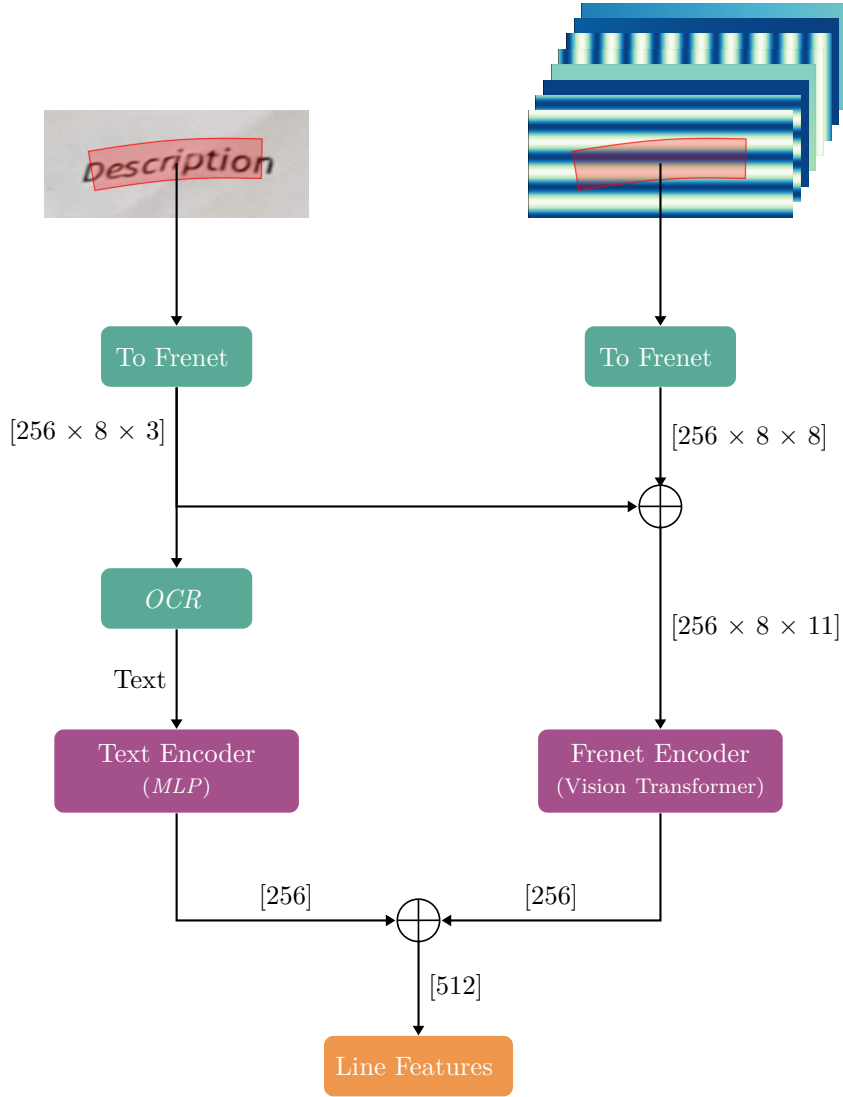 Description
To Frenet
To Frenet
[256 × 8 × 3]
[256 × 8 × 8]
OCR
[256 × 8 × 11]
Text
Text Encoder
(MLP)
Frenet Encoder
(Vision Transformer)
[256]
[256]
[512]
Line Features